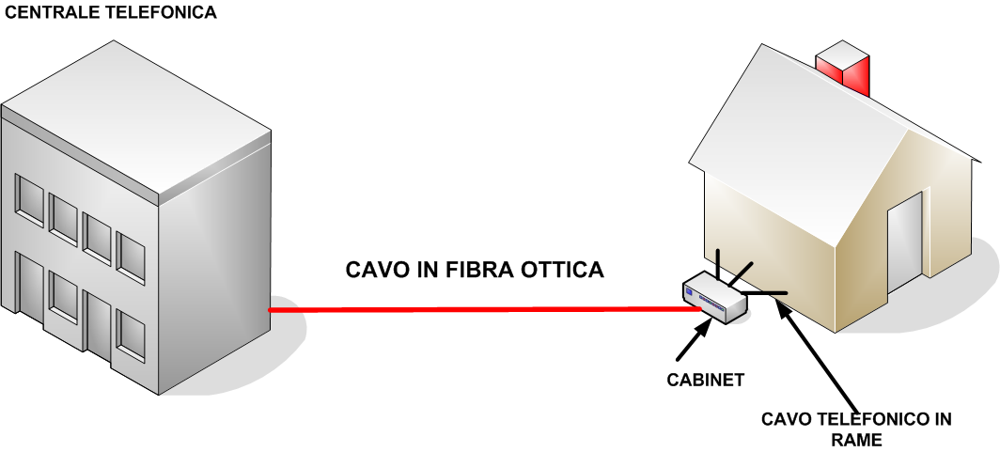 CENTRALE TELEFONICA
CAVO IN FIBRA OTTICA
CABINET
CAVO TELEFONICO IN
RAME